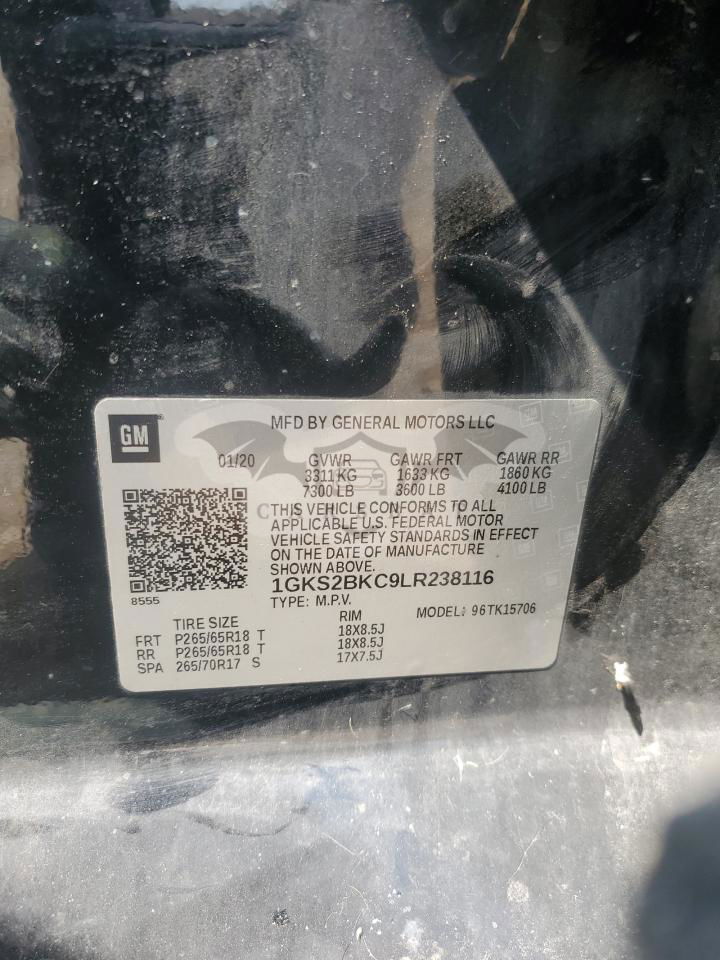 GM
MFD BY GENERAL MOTORS LLC
01/20 GVWR GAWR FRT GAWR RR
3311 KG 1633 KG 1860 KG
7300 LB 3600 LB 4100 LB
THIS VEHICLE CONFORMS TO ALL
APPLICABLE U.S. FEDERAL MOTOR
VEHICLE SAFETY STANDARDS IN EFFECT
ON THE DATE OF MANUFACTURE
SHOWN ABOVE.
1GKS2BKC9LR238116
8555
TYPE: M.P.V. MODEL: 96TK15706
TIRE SIZE RIM
FRT P265/65R18 T 18X8.5J
RR P265/65R18 T 18X8.5J
SPA 265/70R17 S 17X7.5J